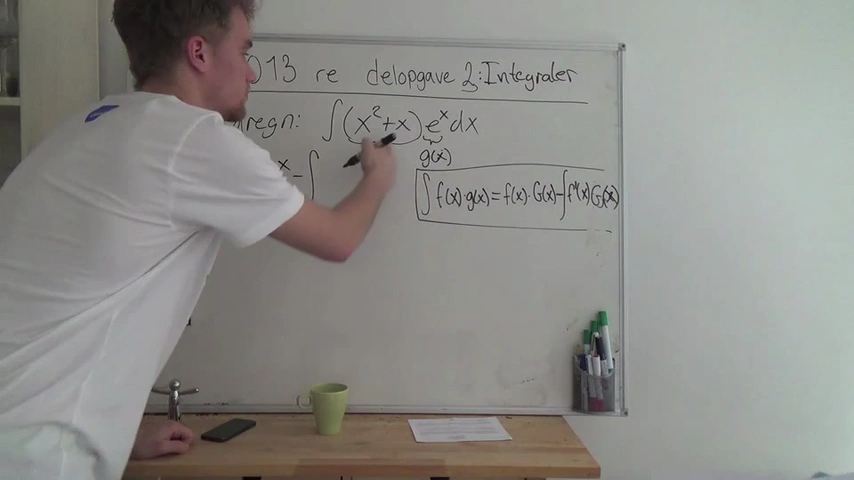 013 re delopgave 2: Integraler
regn: ∫(x²+x)eˣdx
g(x)
x - ∫
∫f(x)·g(x)=f(x)·G(x)-∫f'(x)G(x)